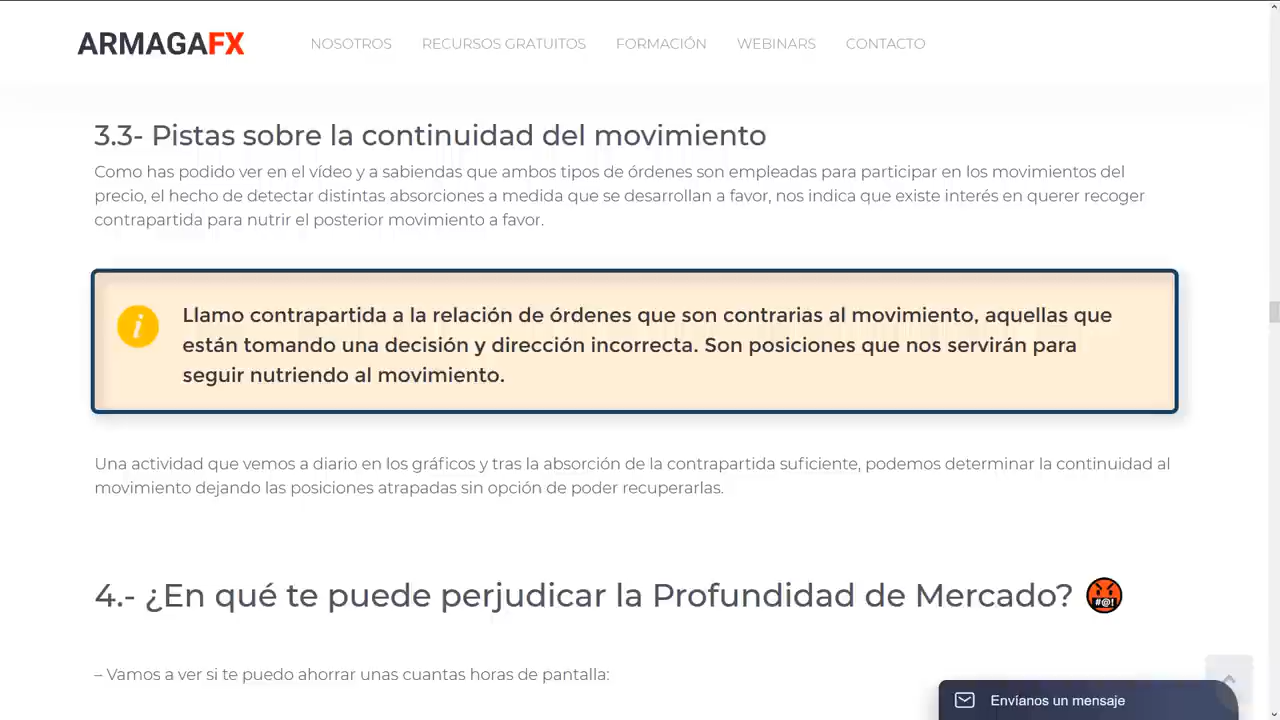 ARMAGAFX
NOSOTROS RECURSOS GRATUITOS FORMACIÓN WEBINARS CONTACTO
3.3- Pistas sobre la continuidad del movimiento
Como has podido ver en el vídeo y a sabiendas que ambos tipos de órdenes son empleadas para participar en los movimientos del
precio, el hecho de detectar distintas absorciones a medida que se desarrollan a favor, nos indica que existe interés en querer recoger
contrapartida para nutrir el posterior movimiento a favor.
Llamo contrapartida a la relación de órdenes que son contrarias al movimiento, aquellas que
están tomando una decisión y dirección incorrecta. Son posiciones que nos servirán para
seguir nutriendo al movimiento.
Una actividad que vemos a diario en los gráficos y tras la absorción de la contrapartida suficiente, podemos determinar la continuidad al
movimiento dejando las posiciones atrapadas sin opción de poder recuperarlas.
4.- ¿En qué te puede perjudicar la Profundidad de Mercado? #@!
– Vamos a ver si te puedo ahorrar unas cuantas horas de pantalla:
Envíanos un mensaje